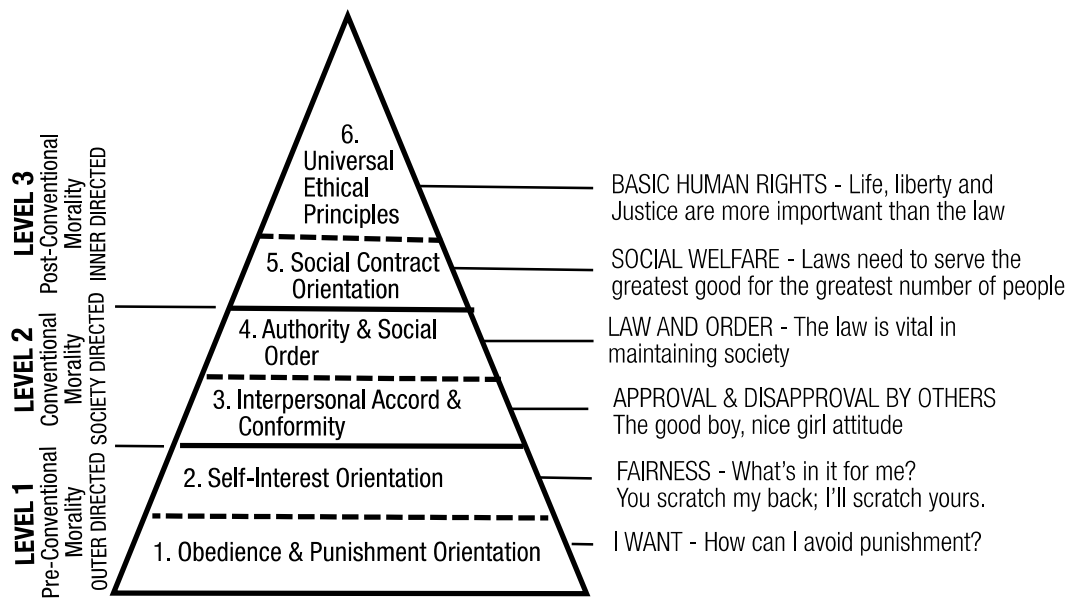 LEVEL 3
Post-Conventional
Morality
INNER DIRECTED
6.
Universal
Ethical
Principles
BASIC HUMAN RIGHTS - Life, liberty and
Justice are more importwant than the law
5. Social Contract
Orientation
SOCIAL WELFARE - Laws need to serve the
greatest good for the greatest number of people
LEVEL 2
Conventional
Morality
SOCIETY DIRECTED
4. Authority & Social
Order
LAW AND ORDER - The law is vital in
maintaining society
3. Interpersonal Accord &
Conformity
APPROVAL & DISAPPROVAL BY OTHERS
The good boy, nice girl attitude
LEVEL 1
Pre-Conventional
Morality
OUTER DIRECTED
2. Self-Interest Orientation
FAIRNESS - What's in it for me?
You scratch my back; I'll scratch yours.
1. Obedience & Punishment Orientation
I WANT - How can I avoid punishment?